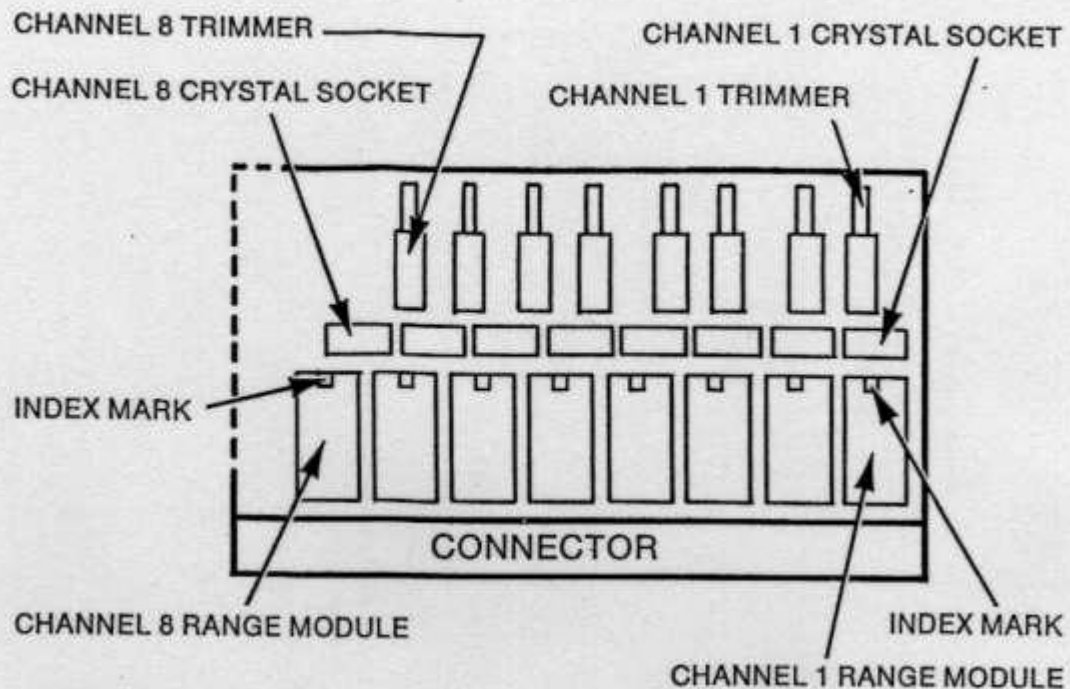 CHANNEL 8 TRIMMER
CHANNEL 1 CRYSTAL SOCKET
CHANNEL 8 CRYSTAL SOCKET
CHANNEL 1 TRIMMER
INDEX MARK
CONNECTOR
CHANNEL 8 RANGE MODULE
INDEX MARK
CHANNEL 1 RANGE MODULE